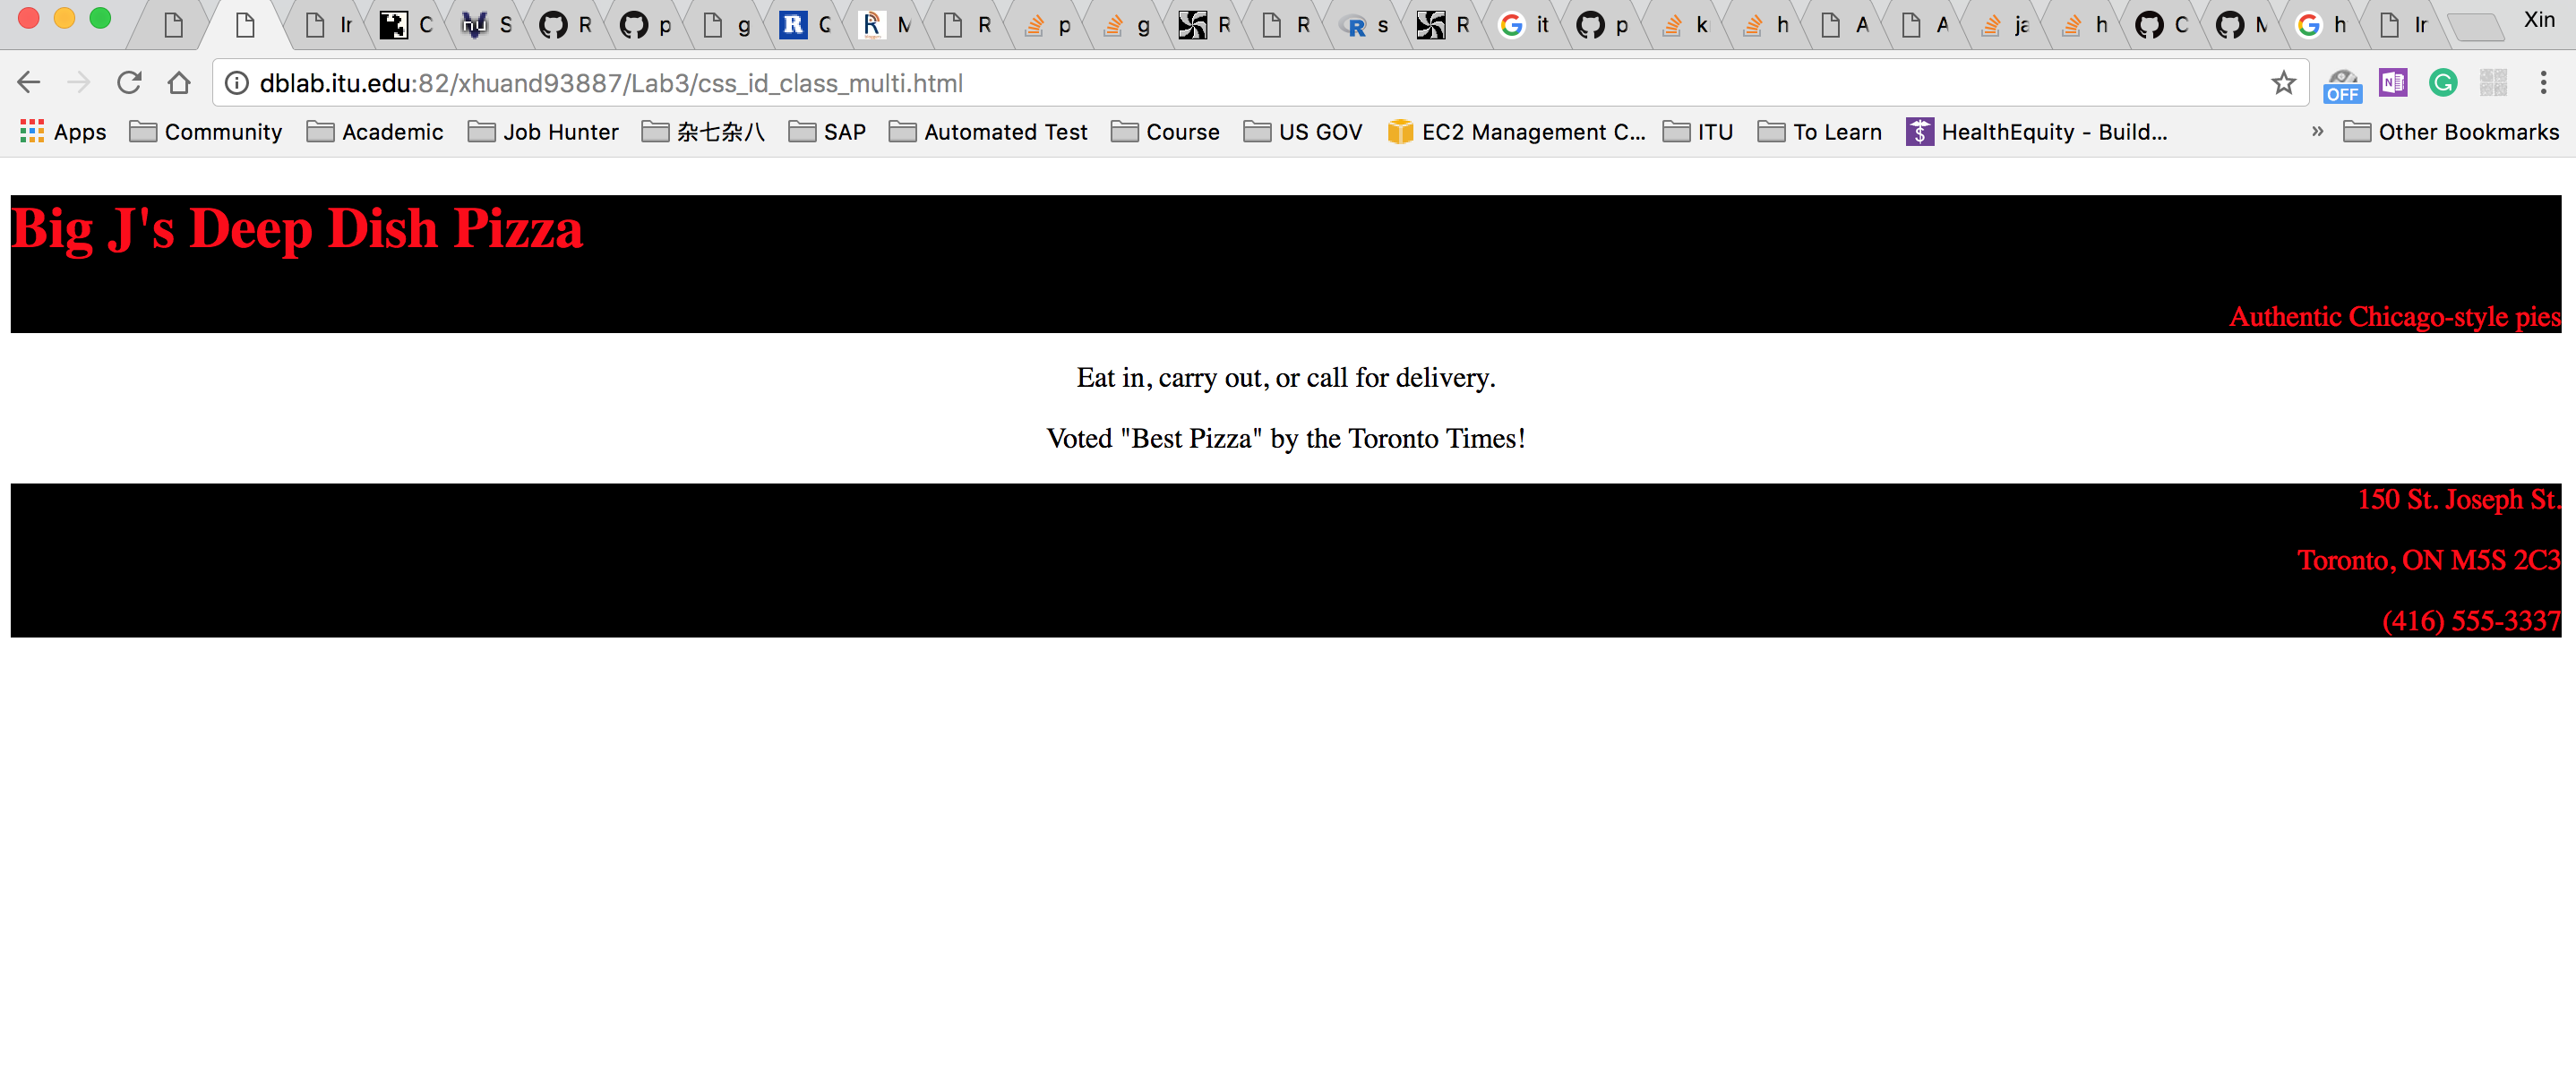 Ir C S R p g C M R p g R R s R it p k h A A ja h C M h Ir Xin
dblab.itu.edu:82/xhuand93887/Lab3/css_id_class_multi.html
OFF
Apps Community Academic Job Hunter 杂七杂八 SAP Automated Test Course US GOV EC2 Management C... ITU To Learn HealthEquity - Build... » Other Bookmarks
Big J's Deep Dish Pizza
Authentic Chicago-style pies
Eat in, carry out, or call for delivery.
Voted "Best Pizza" by the Toronto Times!
150 St. Joseph St.
Toronto, ON M5S 2C3
(416) 555-3337